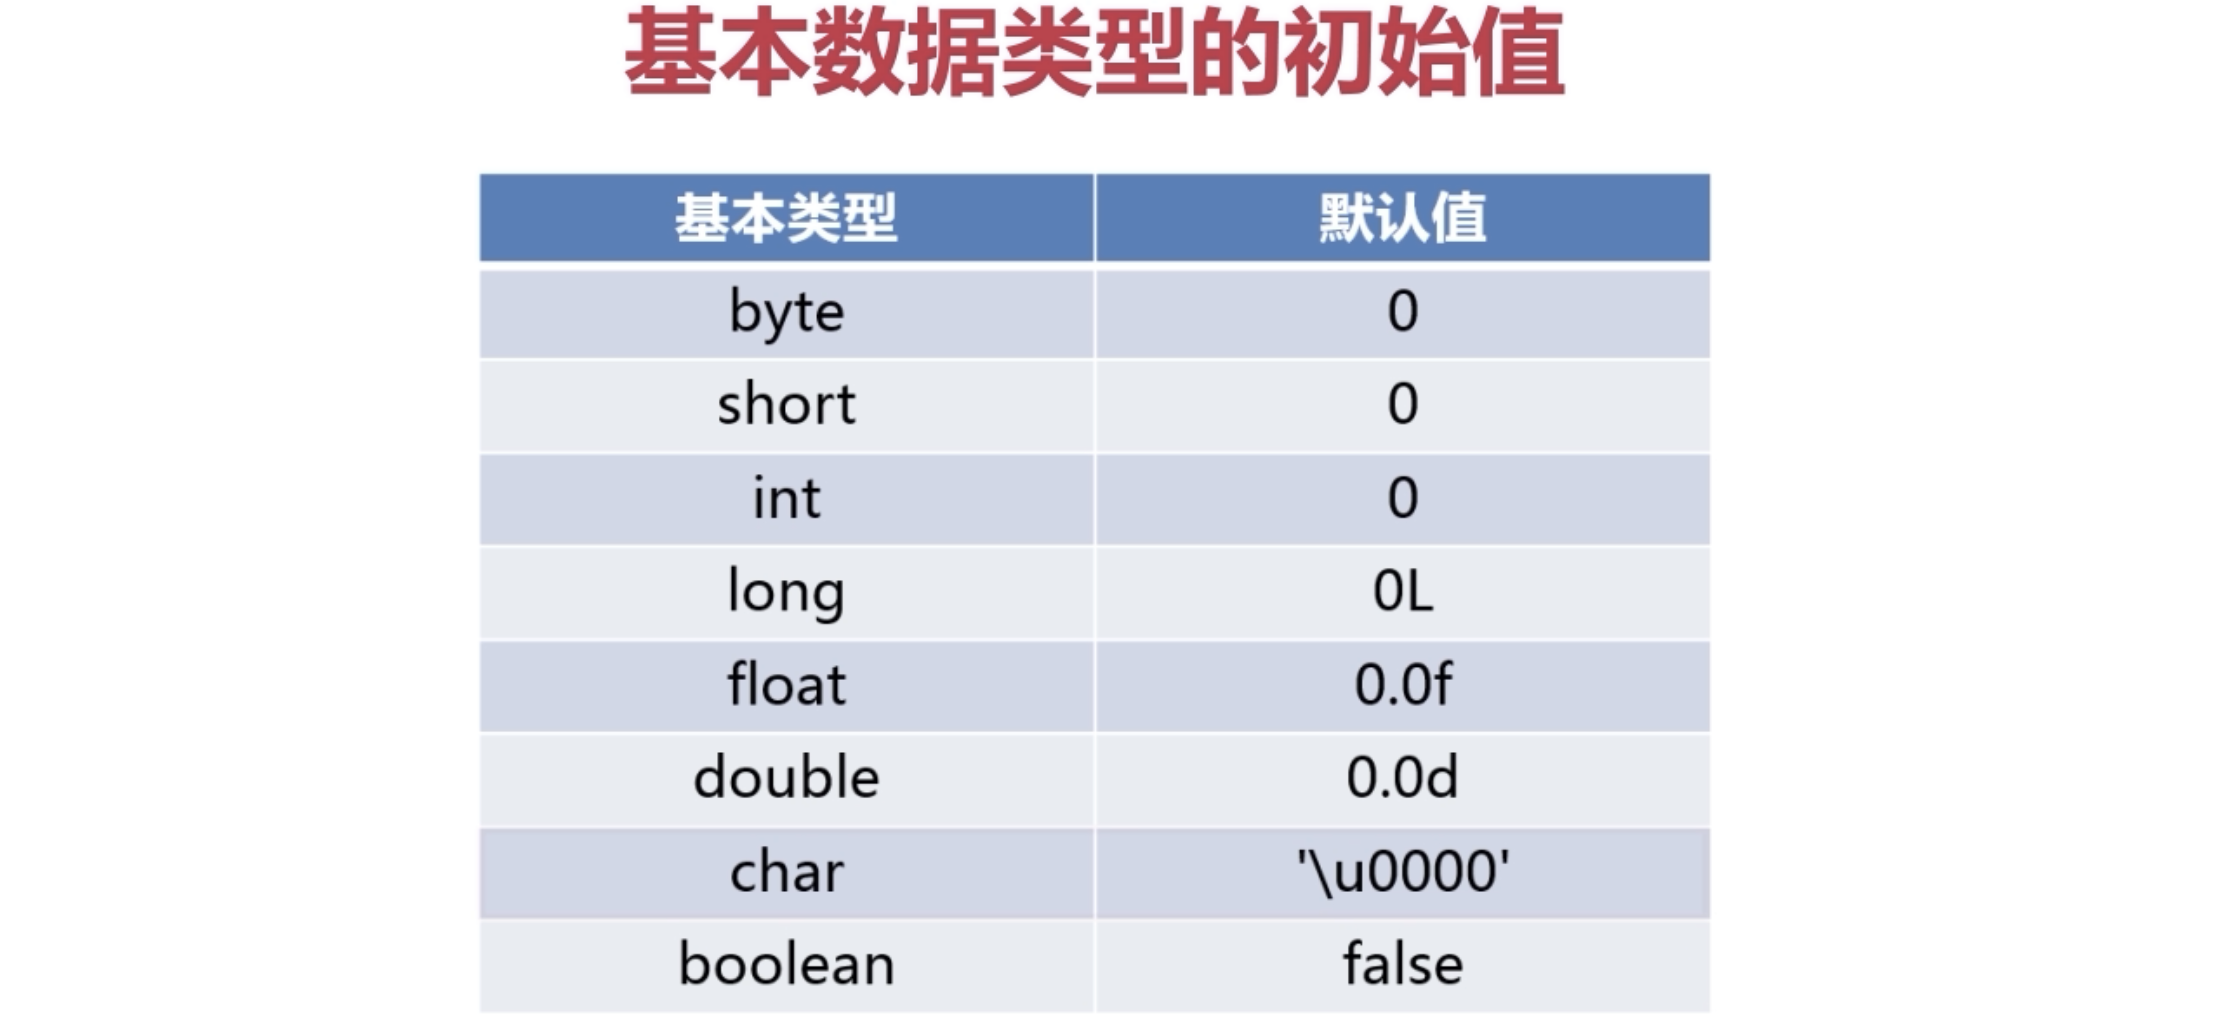 基本数据类型的初始值
基本类型 默认值
byte 0
short 0
int 0
long 0L
float 0.0f
double 0.0d
char '\u0000'
boolean false